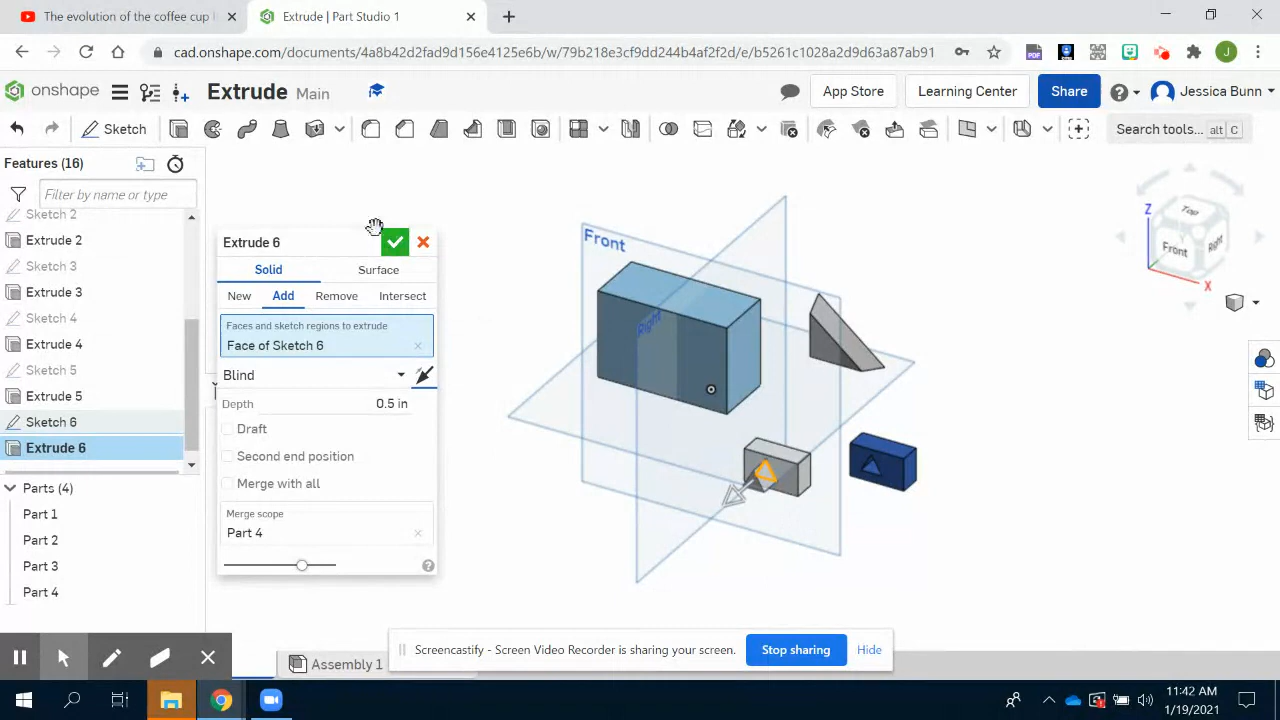 The evolution of the coffee cup l
Extrude | Part Studio 1
cad.onshape.com/documents/4a8b42d2fad9d156e4125e6b/w/79b218e3cf9dd244b4af2f2d/e/b5261c1028a2d9d63a87ab91
PDF
J
onshape
Extrude Main
App Store
Learning Center
Share
Jessica Bunn
Sketch
Search tools... alt C
Features (16)
Filter by name or type
Sketch 2
Extrude 2
Sketch 3
Extrude 3
Sketch 4
Extrude 4
Sketch 5
Extrude 5
Sketch 6
Extrude 6
Parts (4)
Part 1
Part 2
Part 3
Part 4
Extrude 6
Solid Surface
New Add Remove Intersect
Faces and sketch regions to extrude
Face of Sketch 6
Blind
Depth 0.5 in
Draft
Second end position
Merge with all
Merge scope
Part 4
Front
Right
Z
Top
Front
Right
X
Assembly 1
Screencastify - Screen Video Recorder is sharing your screen.
Stop sharing
Hide
11:42 AM
1/19/2021